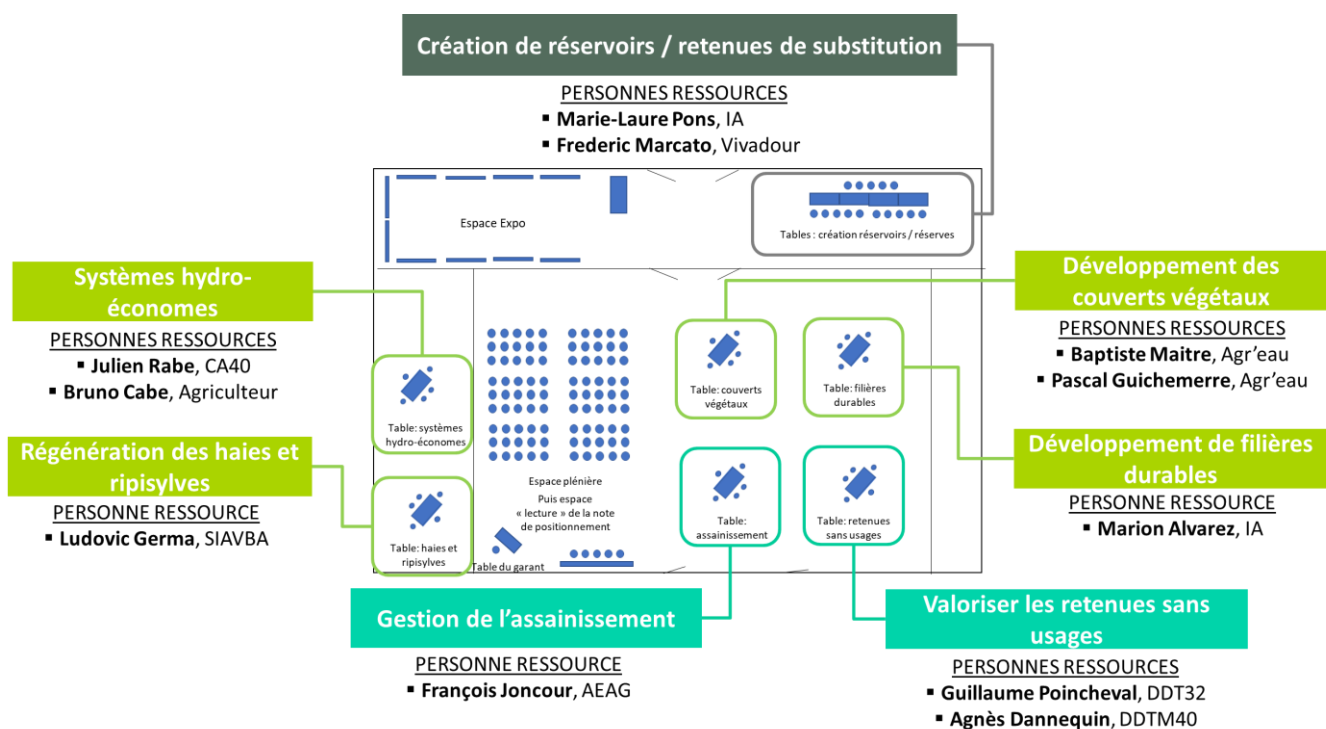 Création de réservoirs / retenues de substitution
PERSONNES RESSOURCES
▪ Marie-Laure Pons, IA
▪ Frederic Marcato, Vivadour
Espace Expo
Tables : création réservoirs / réserves
Systèmes hydro-
économes
PERSONNES RESSOURCES
▪ Julien Rabe, CA40
▪ Bruno Cabe, Agriculteur
Développement des
couverts végétaux
PERSONNES RESSOURCES
▪ Baptiste Maitre, Agr’eau
▪ Pascal Guichemerre, Agr’eau
Table: systèmes
hydro-économes
Table: couverts
végétaux
Table: filières
durables
Régénération des haies et
ripisylves
PERSONNE RESSOURCE
▪ Ludovic Germa, SIAVBA
Développement de filières
durables
PERSONNE RESSOURCE
▪ Marion Alvarez, IA
Espace plénière
Puis espace
« lecture » de la note
de positionnement
Table: haies et
ripisylves
Table du garant
Table:
assainissement
Table: retenues
sans usages
Gestion de l’assainissement
PERSONNE RESSOURCE
▪ François Joncour, AEAG
Valoriser les retenues sans
usages
PERSONNES RESSOURCES
▪ Guillaume Poincheval, DDT32
▪ Agnès Dannequin, DDTM40